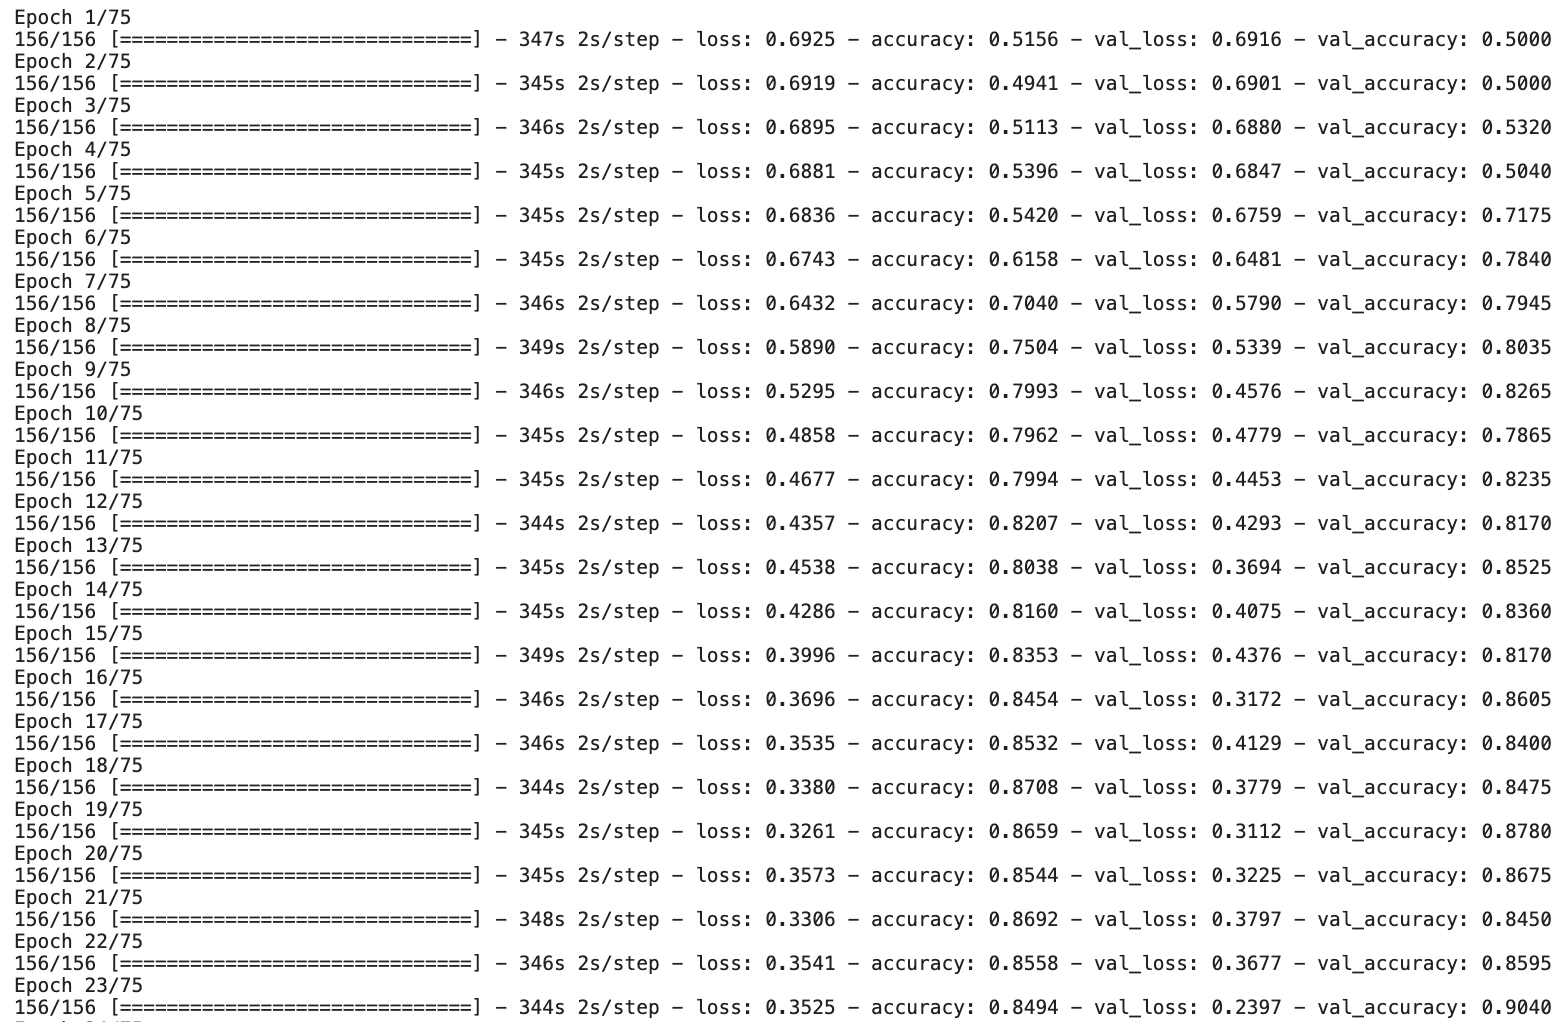 Epoch 1/75
156/156 [==============================] - 347s 2s/step - loss: 0.6925 - accuracy: 0.5156 - val_loss: 0.6916 - val_accuracy: 0.5000
Epoch 2/75
156/156 [==============================] - 345s 2s/step - loss: 0.6919 - accuracy: 0.4941 - val_loss: 0.6901 - val_accuracy: 0.5000
Epoch 3/75
156/156 [==============================] - 346s 2s/step - loss: 0.6895 - accuracy: 0.5113 - val_loss: 0.6880 - val_accuracy: 0.5320
Epoch 4/75
156/156 [==============================] - 345s 2s/step - loss: 0.6881 - accuracy: 0.5396 - val_loss: 0.6847 - val_accuracy: 0.5040
Epoch 5/75
156/156 [==============================] - 345s 2s/step - loss: 0.6836 - accuracy: 0.5420 - val_loss: 0.6759 - val_accuracy: 0.7175
Epoch 6/75
156/156 [==============================] - 345s 2s/step - loss: 0.6743 - accuracy: 0.6158 - val_loss: 0.6481 - val_accuracy: 0.7840
Epoch 7/75
156/156 [==============================] - 346s 2s/step - loss: 0.6432 - accuracy: 0.7040 - val_loss: 0.5790 - val_accuracy: 0.7945
Epoch 8/75
156/156 [==============================] - 349s 2s/step - loss: 0.5890 - accuracy: 0.7504 - val_loss: 0.5339 - val_accuracy: 0.8035
Epoch 9/75
156/156 [==============================] - 346s 2s/step - loss: 0.5295 - accuracy: 0.7993 - val_loss: 0.4576 - val_accuracy: 0.8265
Epoch 10/75
156/156 [==============================] - 345s 2s/step - loss: 0.4858 - accuracy: 0.7962 - val_loss: 0.4779 - val_accuracy: 0.7865
Epoch 11/75
156/156 [==============================] - 345s 2s/step - loss: 0.4677 - accuracy: 0.7994 - val_loss: 0.4453 - val_accuracy: 0.8235
Epoch 12/75
156/156 [==============================] - 344s 2s/step - loss: 0.4357 - accuracy: 0.8207 - val_loss: 0.4293 - val_accuracy: 0.8170
Epoch 13/75
156/156 [==============================] - 345s 2s/step - loss: 0.4538 - accuracy: 0.8038 - val_loss: 0.3694 - val_accuracy: 0.8525
Epoch 14/75
156/156 [==============================] - 345s 2s/step - loss: 0.4286 - accuracy: 0.8160 - val_loss: 0.4075 - val_accuracy: 0.8360
Epoch 15/75
156/156 [==============================] - 349s 2s/step - loss: 0.3996 - accuracy: 0.8353 - val_loss: 0.4376 - val_accuracy: 0.8170
Epoch 16/75
156/156 [==============================] - 346s 2s/step - loss: 0.3696 - accuracy: 0.8454 - val_loss: 0.3172 - val_accuracy: 0.8605
Epoch 17/75
156/156 [==============================] - 346s 2s/step - loss: 0.3535 - accuracy: 0.8532 - val_loss: 0.4129 - val_accuracy: 0.8400
Epoch 18/75
156/156 [==============================] - 344s 2s/step - loss: 0.3380 - accuracy: 0.8708 - val_loss: 0.3779 - val_accuracy: 0.8475
Epoch 19/75
156/156 [==============================] - 345s 2s/step - loss: 0.3261 - accuracy: 0.8659 - val_loss: 0.3112 - val_accuracy: 0.8780
Epoch 20/75
156/156 [==============================] - 345s 2s/step - loss: 0.3573 - accuracy: 0.8544 - val_loss: 0.3225 - val_accuracy: 0.8675
Epoch 21/75
156/156 [==============================] - 348s 2s/step - loss: 0.3306 - accuracy: 0.8692 - val_loss: 0.3797 - val_accuracy: 0.8450
Epoch 22/75
156/156 [==============================] - 346s 2s/step - loss: 0.3541 - accuracy: 0.8558 - val_loss: 0.3677 - val_accuracy: 0.8595
Epoch 23/75
156/156 [==============================] - 344s 2s/step - loss: 0.3525 - accuracy: 0.8494 - val_loss: 0.2397 - val_accuracy: 0.9040